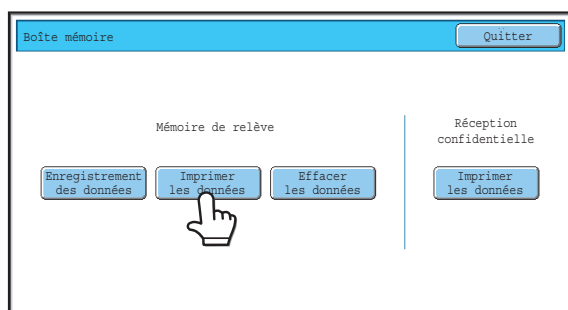 Boîte mémoire
Quitter
Mémoire de relève
Réception
confidentielle
Enregistrement
des données
Imprimer
les données
Effacer
les données
Imprimer
les données